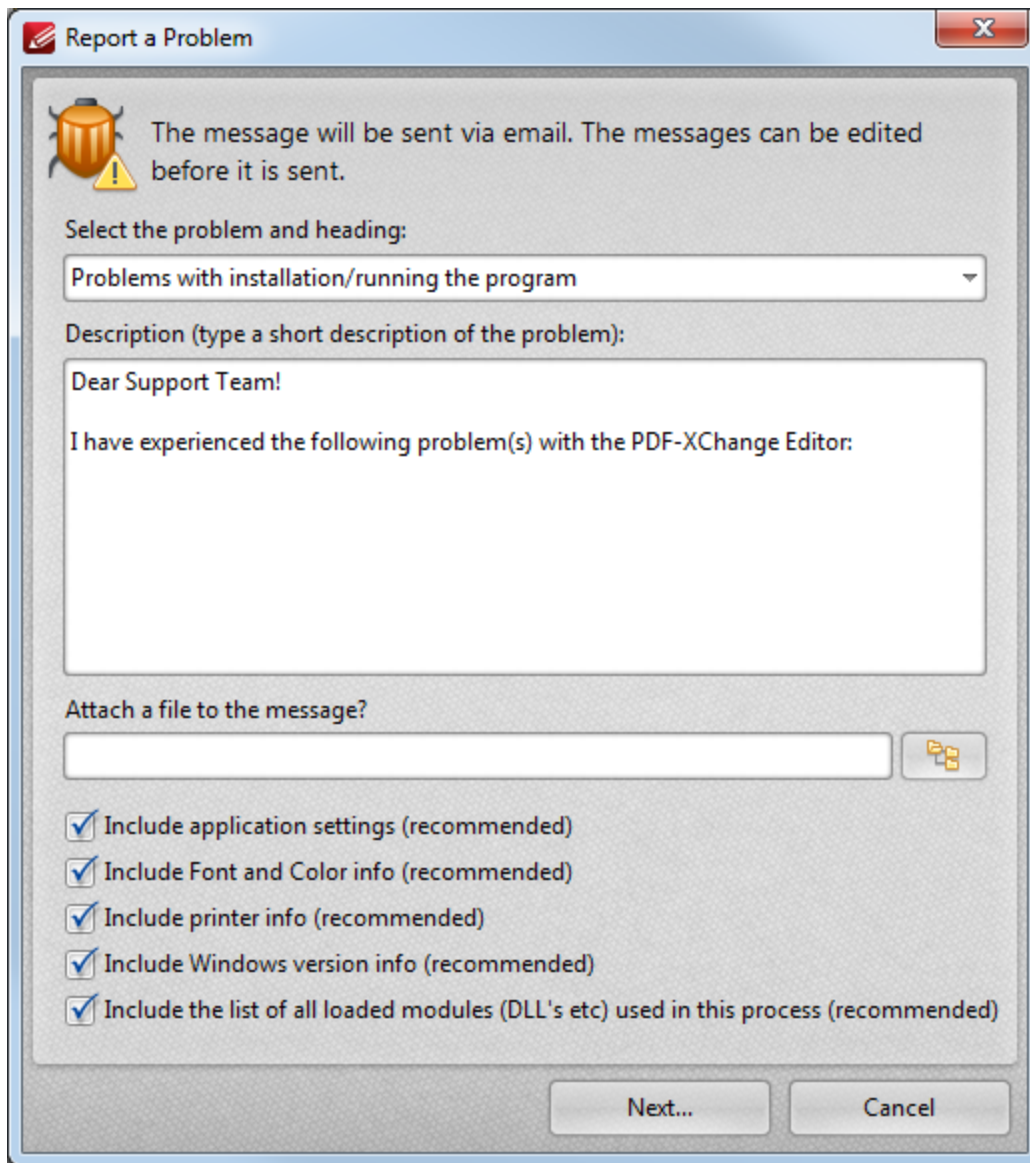 Report a Problem
The message will be sent via email. The messages can be edited
before it is sent.
Select the problem and heading:
Problems with installation/running the program
Description (type a short description of the problem):
Dear Support Team!
I have experienced the following problem(s) with the PDF-XChange Editor:
Attach a file to the message?
Include application settings (recommended)
Include Font and Color info (recommended)
Include printer info (recommended)
Include Windows version info (recommended)
Include the list of all loaded modules (DLL's etc) used in this process (recommended)
Next... Cancel